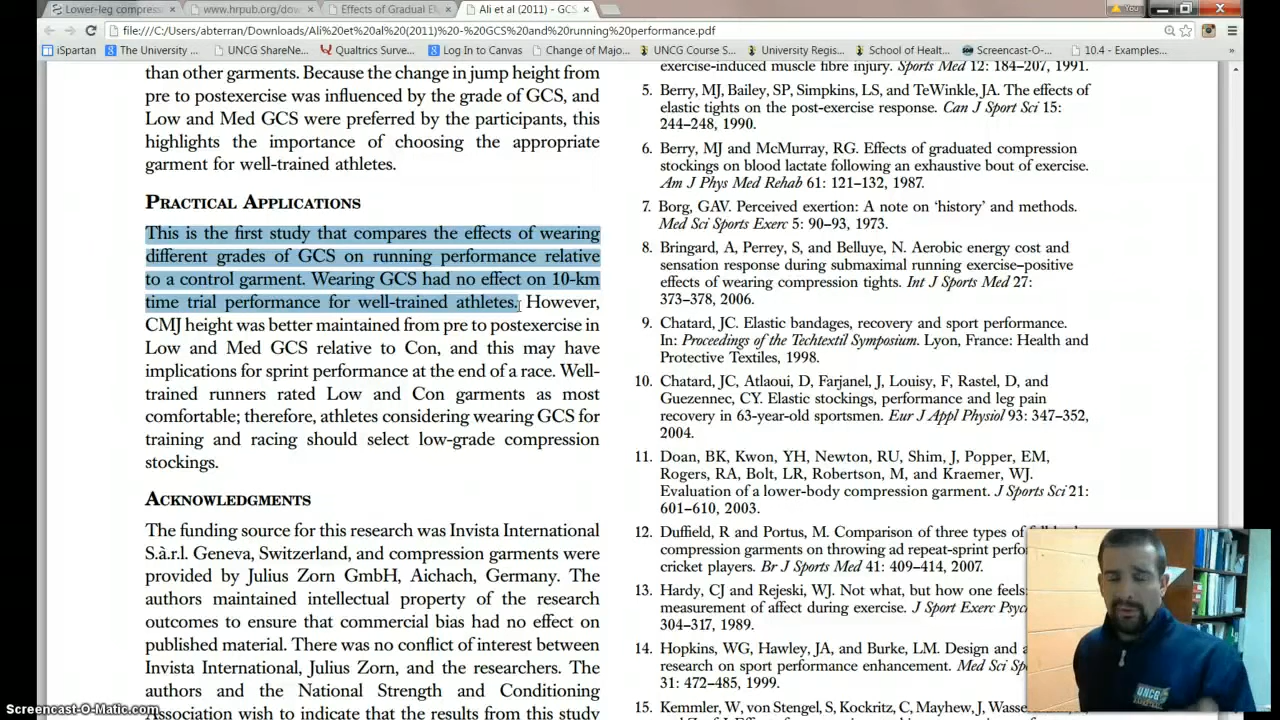 Lower-leg compress
www.hrpub.org/dow
Effects of Gradual E
Ali et al (2011) - GCS
You
file:///C:/Users/abterran/Downloads/Ali%20et%20al%20(2011)%20-%20GCS%20and%20running%20performance.pdf
iSpartan
The University ...
UNCG ShareNe...
Qualtrics Surve...
Log In to Canvas
Change of Majo...
UNCG Course S...
University Regis...
School of Healt...
Screencast-O-...
10.4 - Examples...
than other garments. Because the change in jump height from
pre to postexercise was influenced by the grade of GCS, and
Low and Med GCS were preferred by the participants, this
highlights the importance of choosing the appropriate
garment for well-trained athletes.
PRACTICAL APPLICATIONS
This is the first study that compares the effects of wearing
different grades of GCS on running performance relative
to a control garment. Wearing GCS had no effect on 10-km
time trial performance for well-trained athletes. However,
CMJ height was better maintained from pre to postexercise in
Low and Med GCS relative to Con, and this may have
implications for sprint performance at the end of a race. Well-
trained runners rated Low and Con garments as most
comfortable; therefore, athletes considering wearing GCS for
training and racing should select low-grade compression
stockings.
ACKNOWLEDGMENTS
The funding source for this research was Invista International
S.à.r.l. Geneva, Switzerland, and compression garments were
provided by Julius Zorn GmbH, Aichach, Germany. The
authors maintained intellectual property of the research
outcomes to ensure that commercial bias had no effect on
published material. There was no conflict of interest between
Invista International, Julius Zorn, and the researchers. The
authors and the National Strength and Conditioning
Association wish to indicate that the results from this study
exercise-induced muscle fibre injury. Sports Med 12: 184–207, 1991.
5. Berry, MJ, Bailey, SP, Simpkins, LS, and TeWinkle, JA. The effects of
elastic tights on the post-exercise response. Can J Sport Sci 15:
244–248, 1990.
6. Berry, MJ and McMurray, RG. Effects of graduated compression
stockings on blood lactate following an exhaustive bout of exercise.
Am J Phys Med Rehab 61: 121–132, 1987.
7. Borg, GAV. Perceived exertion: A note on ‘history’ and methods.
Med Sci Sports Exerc 5: 90–93, 1973.
8. Bringard, A, Perrey, S, and Belluye, N. Aerobic energy cost and
sensation response during submaximal running exercise–positive
effects of wearing compression tights. Int J Sports Med 27:
373–378, 2006.
9. Chatard, JC. Elastic bandages, recovery and sport performance.
In: Proceedings of the Techtextil Symposium. Lyon, France: Health and
Protective Textiles, 1998.
10. Chatard, JC, Atlaoui, D, Farjanel, J, Louisy, F, Rastel, D, and
Guezennec, CY. Elastic stockings, performance and leg pain
recovery in 63-year-old sportsmen. Eur J Appl Physiol 93: 347–352,
2004.
11. Doan, BK, Kwon, YH, Newton, RU, Shim, J, Popper, EM,
Rogers, RA, Bolt, LR, Robertson, M, and Kraemer, WJ.
Evaluation of a lower-body compression garment. J Sports Sci 21:
601–610, 2003.
12. Duffield, R and Portus, M. Comparison of three types of
compression garments on throwing ad repeat-sprint perfo
cricket players. Br J Sports Med 41: 409–414, 2007.
13. Hardy, CJ and Rejeski, WJ. Not what, but how one feels:
measurement of affect during exercise. J Sport Exerc Psyc
304–317, 1989.
14. Hopkins, WG, Hawley, JA, and Burke, LM. Design and a
research on sport performance enhancement. Med Sci Sp
31: 472–485, 1999.
15. Kemmler, W, von Stengel, S, Kockritz, C, Mayhew, J, Wasse
UNCG
Screencast-O-Matic.com